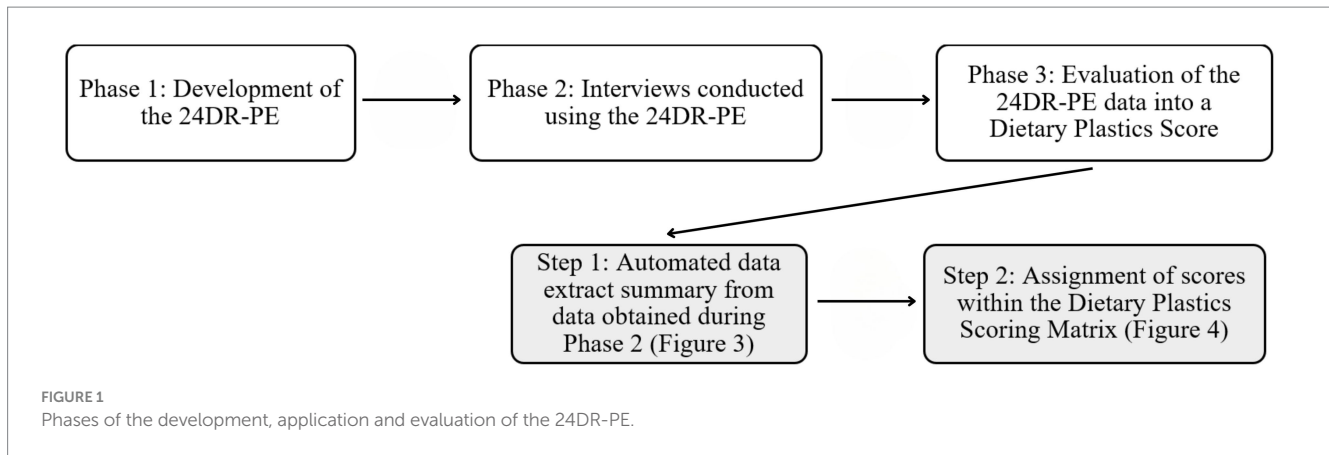 Phase 1: Development of
the 24DR-PE
Phase 2: Interviews conducted
using the 24DR-PE
Phase 3: Evaluation of the
24DR-PE data into a
Dietary Plastics Score
Step 1: Automated data
extract summary from
data obtained during
Phase 2 (Figure 3)
Step 2: Assignment of scores
within the Dietary Plastics
Scoring Matrix (Figure 4)
FIGURE 1
Phases of the development, application and evaluation of the 24DR-PE.